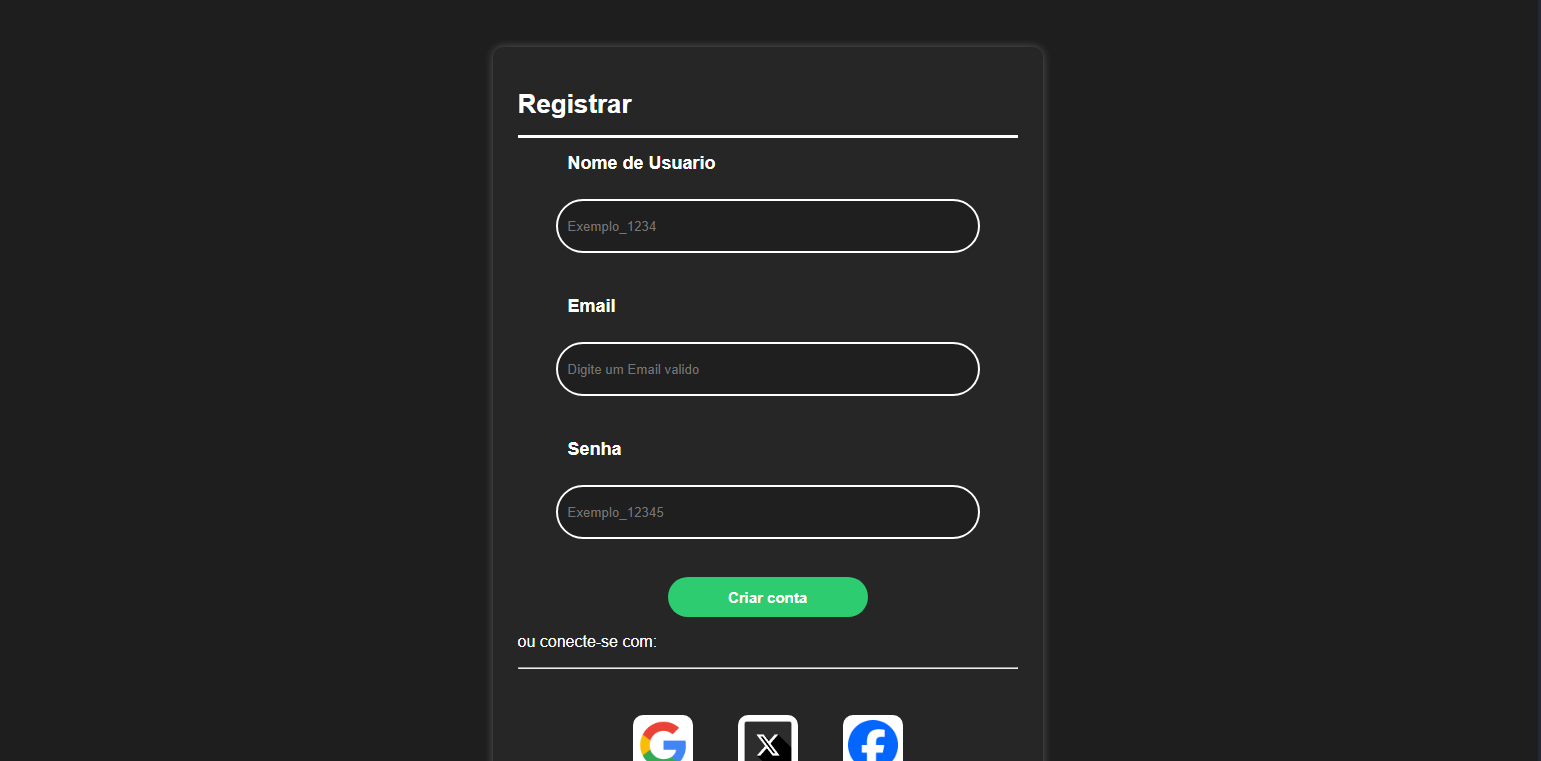 Registrar
Nome de Usuario
Exemplo_1234
Email
Digite um Email valido
Senha
Exemplo_12345
Criar conta
ou conecte-se com: